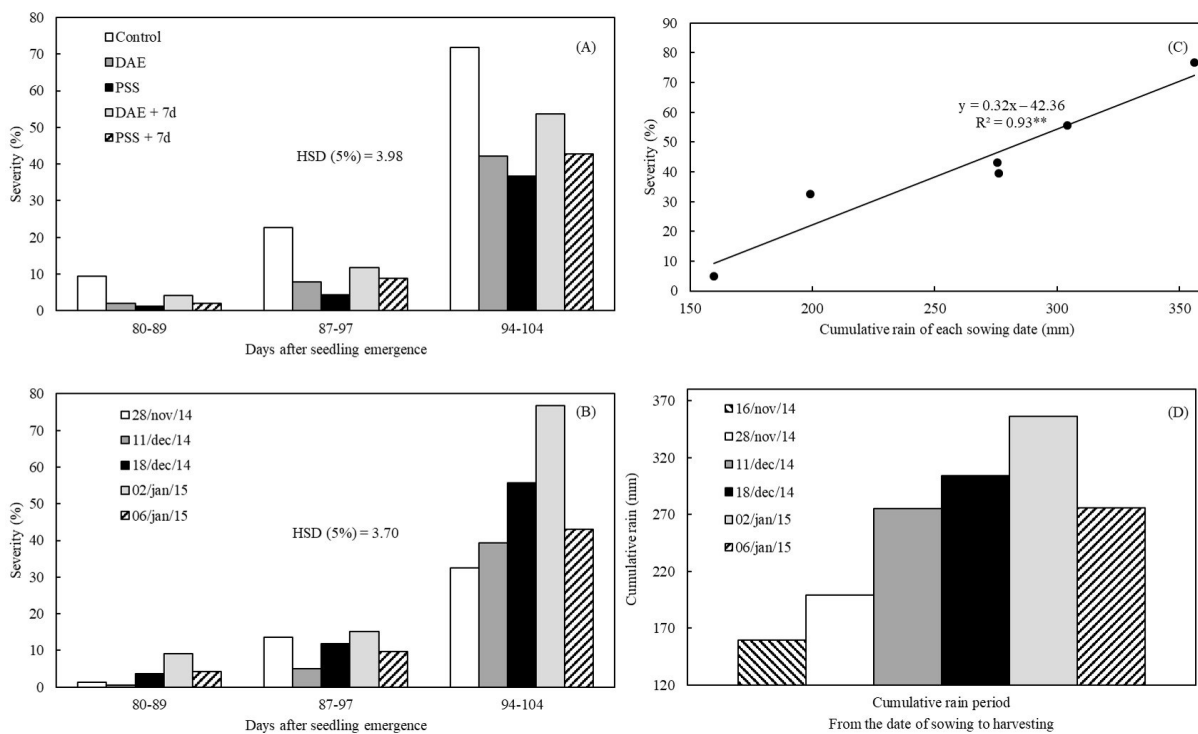 80
70
60
50
40
30
20
10
0
Severity (%)
Control
DAE
PSS
DAE + 7d
PSS + 7d
(A)
HSD (5%) = 3.98
80-89
87-97
94-104
Days after seedling emergence
90
80
70
60
50
40
30
20
10
0
Severity (%)
(C)
y = 0.32x – 42.36
R² = 0.93**
150
200
250
300
350
Cumulative rain of each sowing date (mm)
80
70
60
50
40
30
20
10
0
Severity (%)
28/nov/14
11/dec/14
18/dec/14
02/jan/15
06/jan/15
(B)
HSD (5%) = 3.70
80-89
87-97
94-104
Days after seedling emergence
370
320
270
220
170
120
Cumulative rain (mm)
16/nov/14
28/nov/14
11/dec/14
18/dec/14
02/jan/15
06/jan/15
(D)
Cumulative rain period
From the date of sowing to harvesting